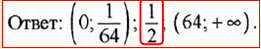 Ответ: (0; 1/64); 1/2, (64; +∞).